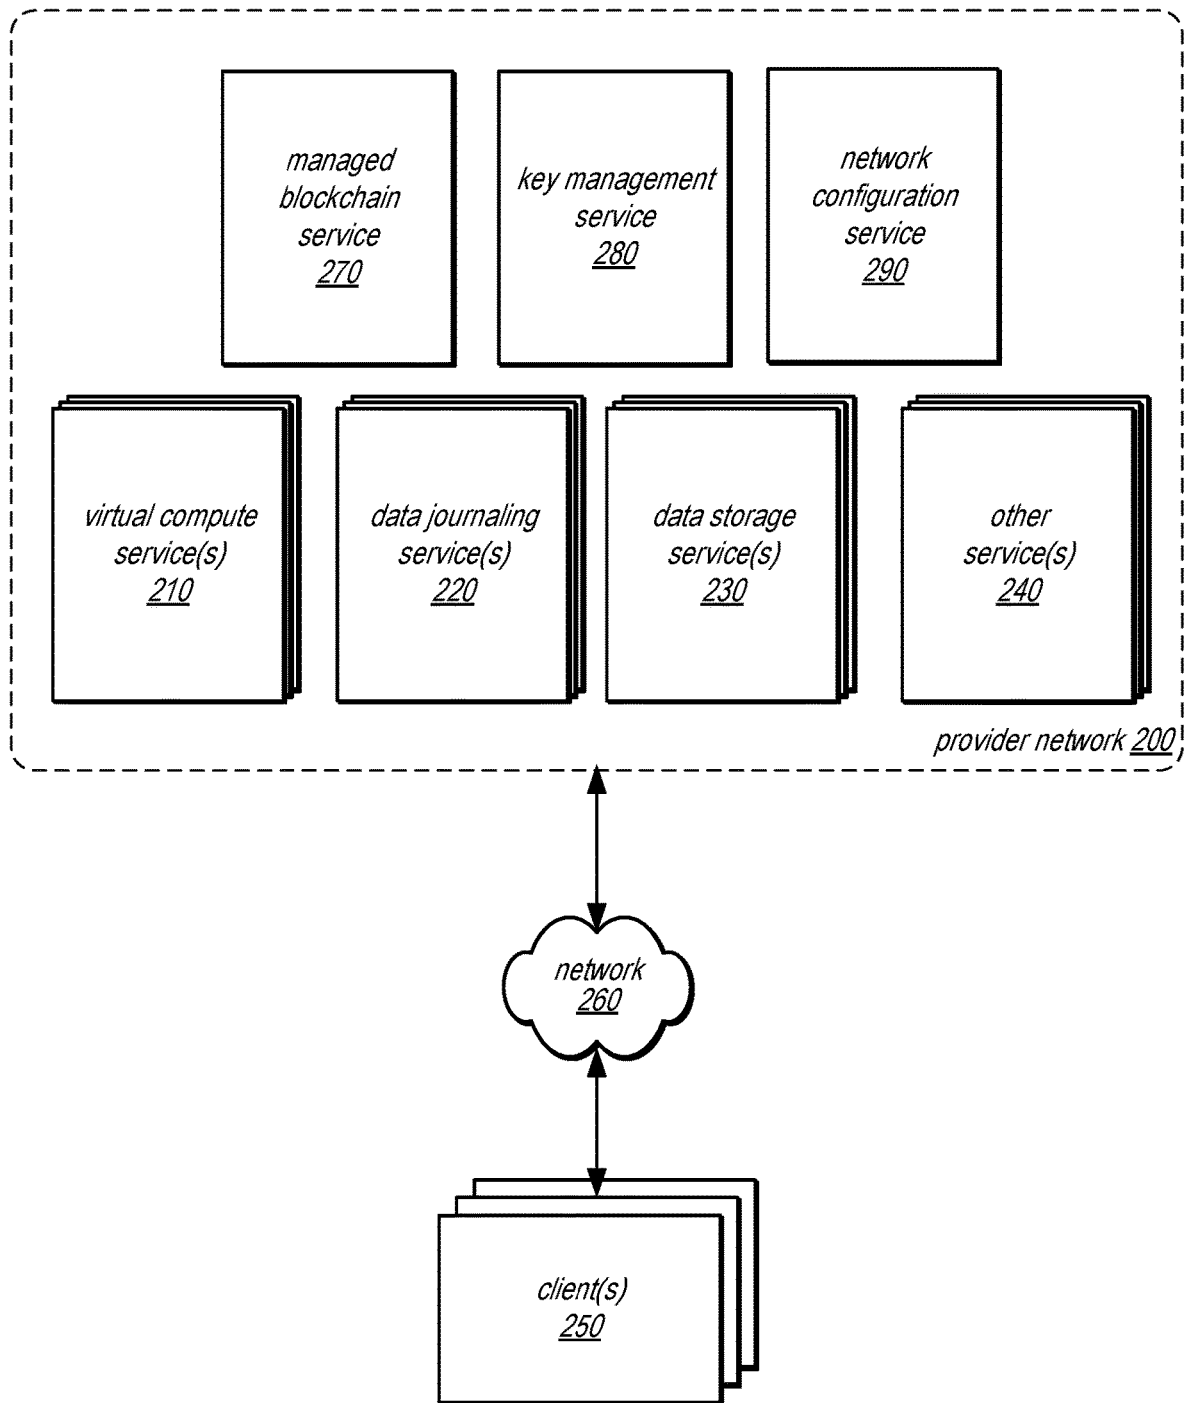 managed
blockchain
service
270
key management
service
280
network
configuration
service
290
virtual compute
service(s)
210
data journaling
service(s)
220
data storage
service(s)
230
other
service(s)
240
provider network 200
network
260
client(s)
250